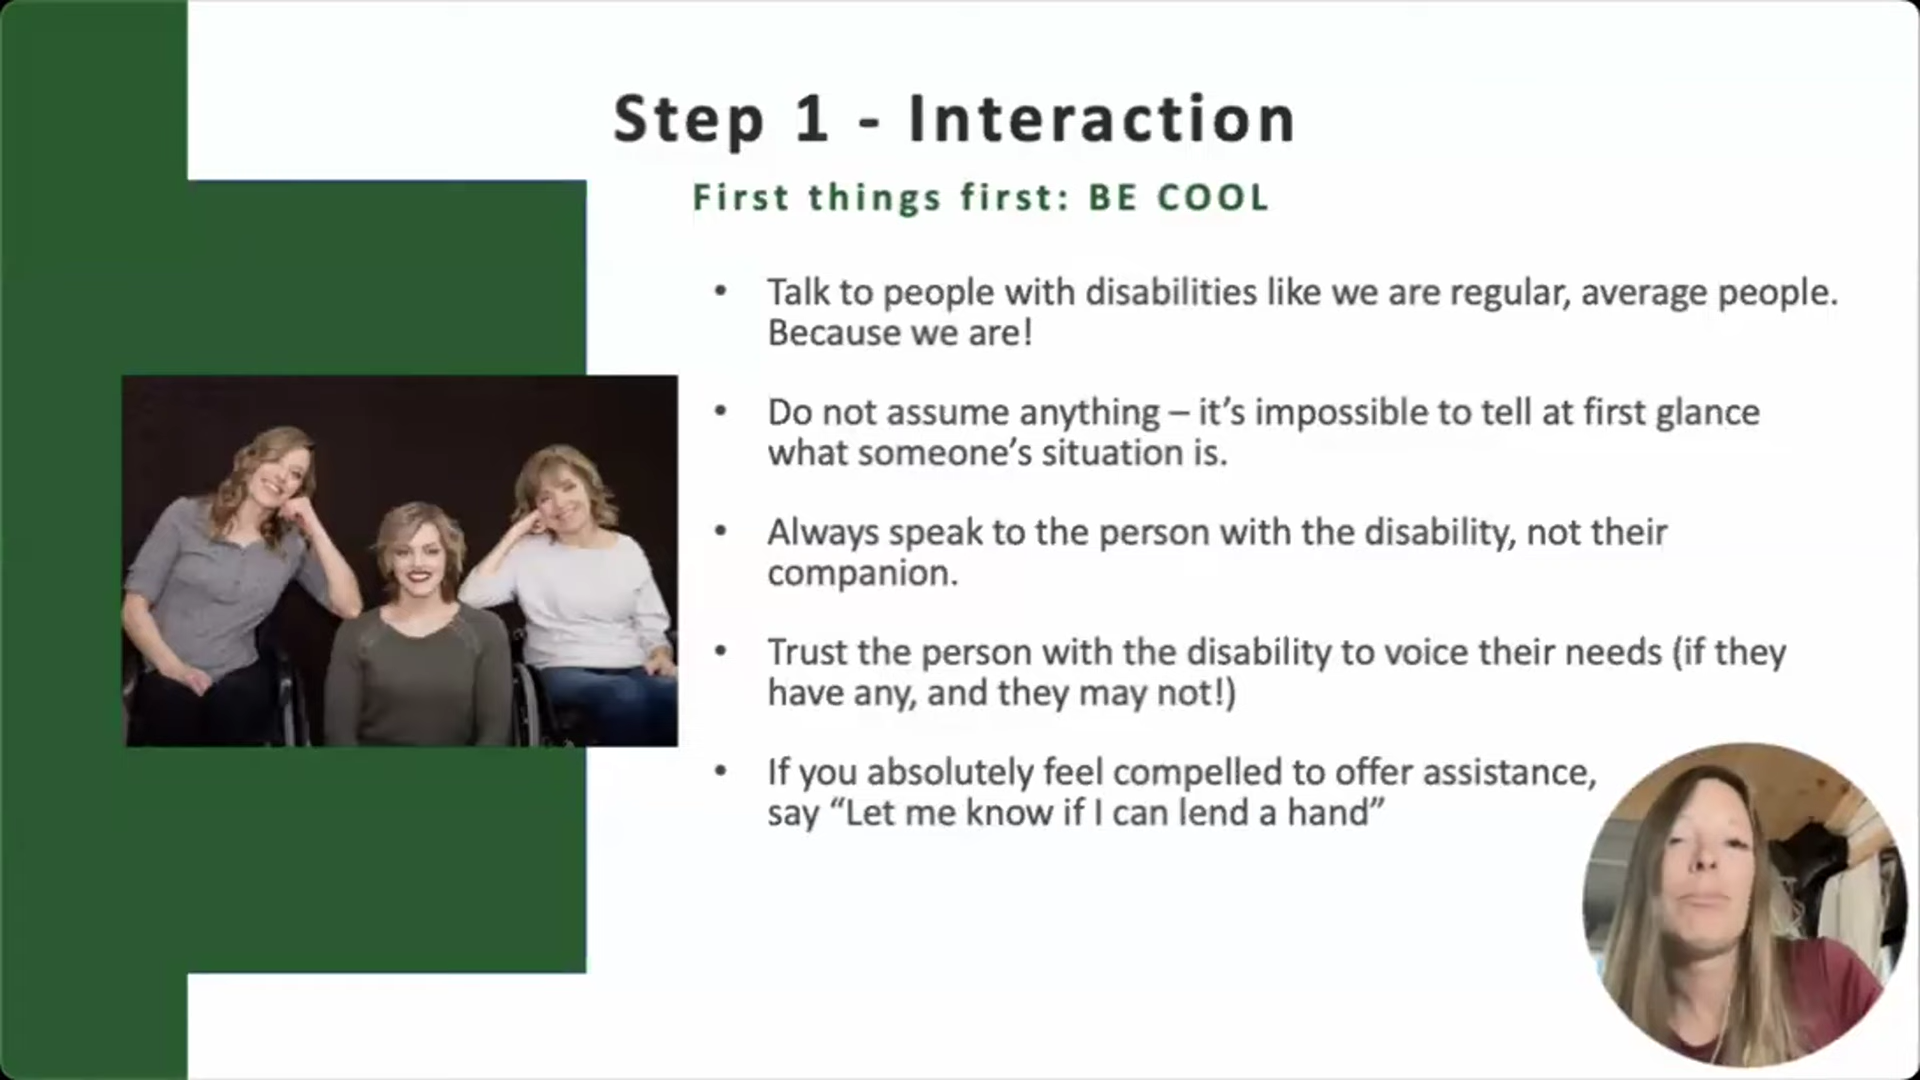 Step 1 - Interaction
First things first: BE COOL
• Talk to people with disabilities like we are regular, average people.
Because we are!
• Do not assume anything – it’s impossible to tell at first glance
what someone’s situation is.
• Always speak to the person with the disability, not their
companion.
• Trust the person with the disability to voice their needs (if they
have any, and they may not!)
• If you absolutely feel compelled to offer assistance,
say “Let me know if I can lend a hand”